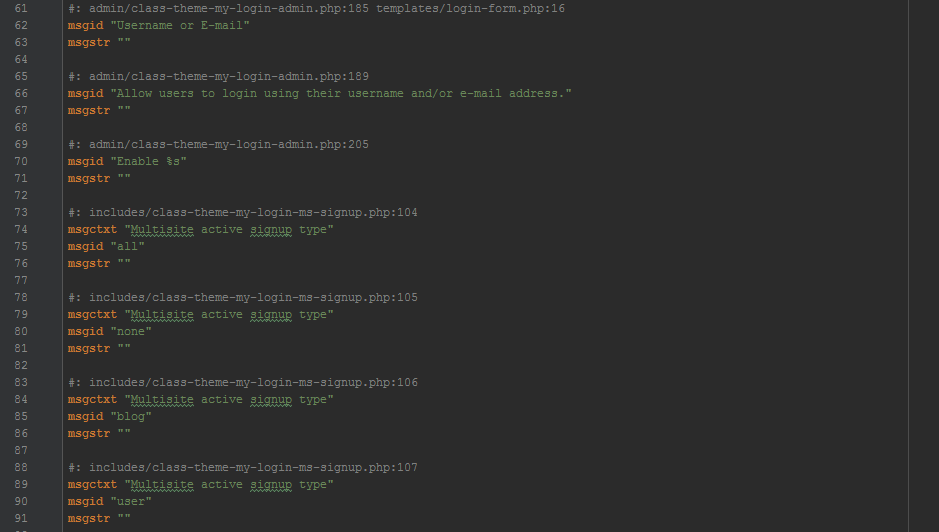 61 #: admin/class-theme-my-login-admin.php:185 templates/login-form.php:16
62 msgid "Username or E-mail"
63 msgstr ""
64
65 #: admin/class-theme-my-login-admin.php:189
66 msgid "Allow users to login using their username and/or e-mail address."
67 msgstr ""
68
69 #: admin/class-theme-my-login-admin.php:205
70 msgid "Enable %s"
71 msgstr ""
72
73 #: includes/class-theme-my-login-ms-signup.php:104
74 msgctxt "Multisite active signup type"
75 msgid "all"
76 msgstr ""
77
78 #: includes/class-theme-my-login-ms-signup.php:105
79 msgctxt "Multisite active signup type"
80 msgid "none"
81 msgstr ""
82
83 #: includes/class-theme-my-login-ms-signup.php:106
84 msgctxt "Multisite active signup type"
85 msgid "blog"
86 msgstr ""
87
88 #: includes/class-theme-my-login-ms-signup.php:107
89 msgctxt "Multisite active signup type"
90 msgid "user"
91 msgstr ""